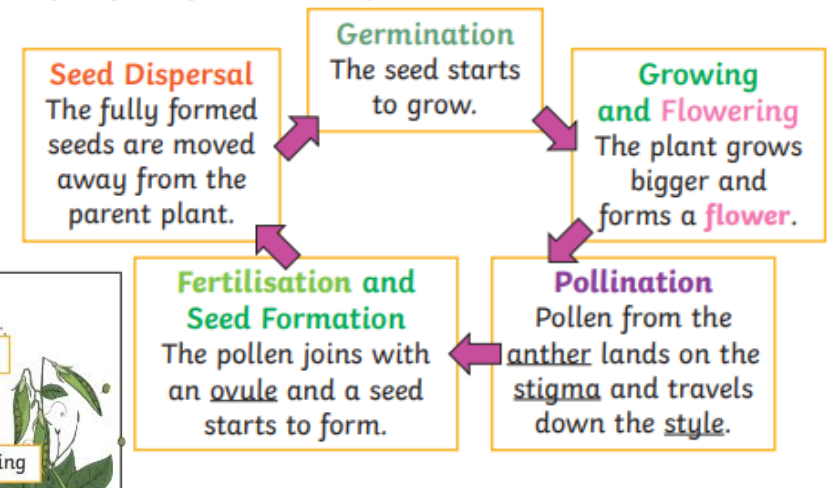 Germination
The seed starts
to grow.
Growing
and Flowering
The plant grows
bigger and
forms a flower.
Pollination
Pollen from the
anther lands on the
stigma and travels
down the style.
Fertilisation and
Seed Formation
The pollen joins with
an ovule and a seed
starts to form.
Seed Dispersal
The fully formed
seeds are moved
away from the
parent plant.